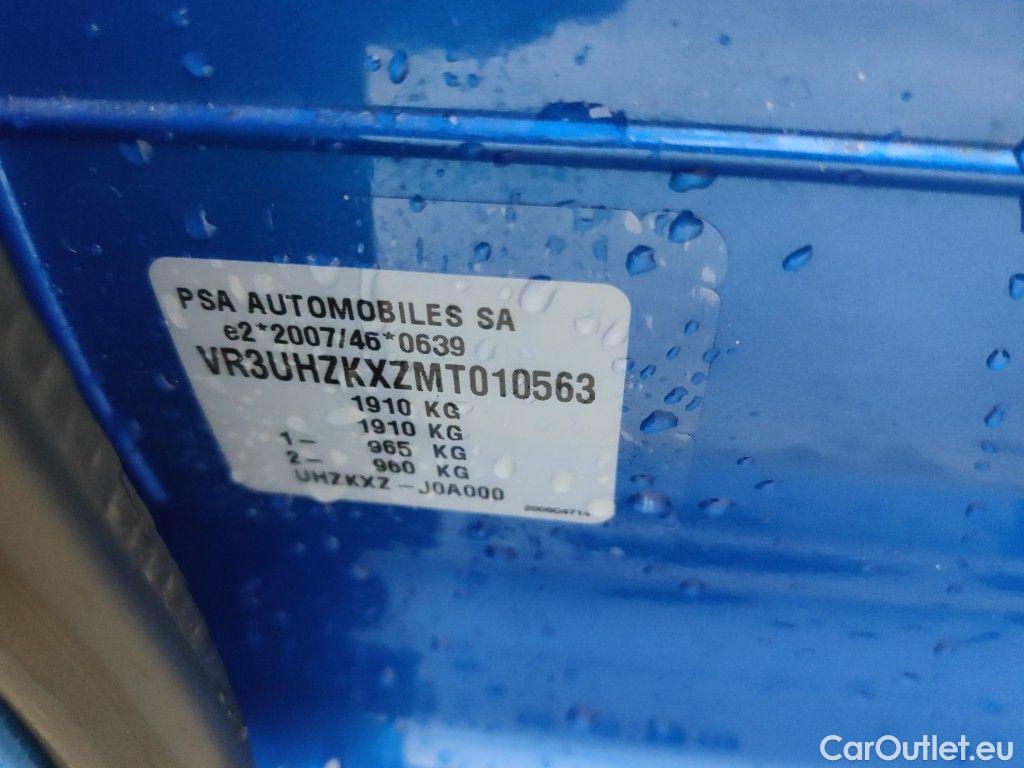 PSA AUTOMOBILES SA
e2*2007/46*0639
VR3UHZKXZMT010563
1910 KG
1910 KG
1- 965 KG
2- 960 KG
UHZKXZ -J0A000
CarOutlet.eu